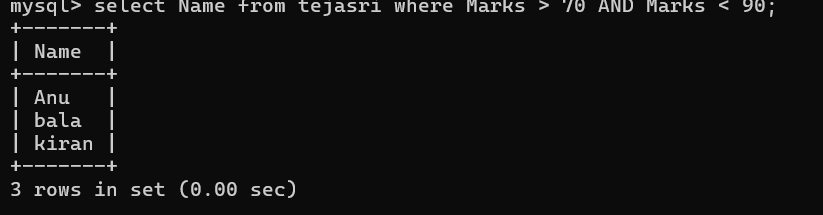 mysql> select Name from tejasri where Marks > 70 AND Marks < 90;
+-------+
| Name  |
+-------+
| Anu   |
| bala  |
| kiran |
+-------+
3 rows in set (0.00 sec)